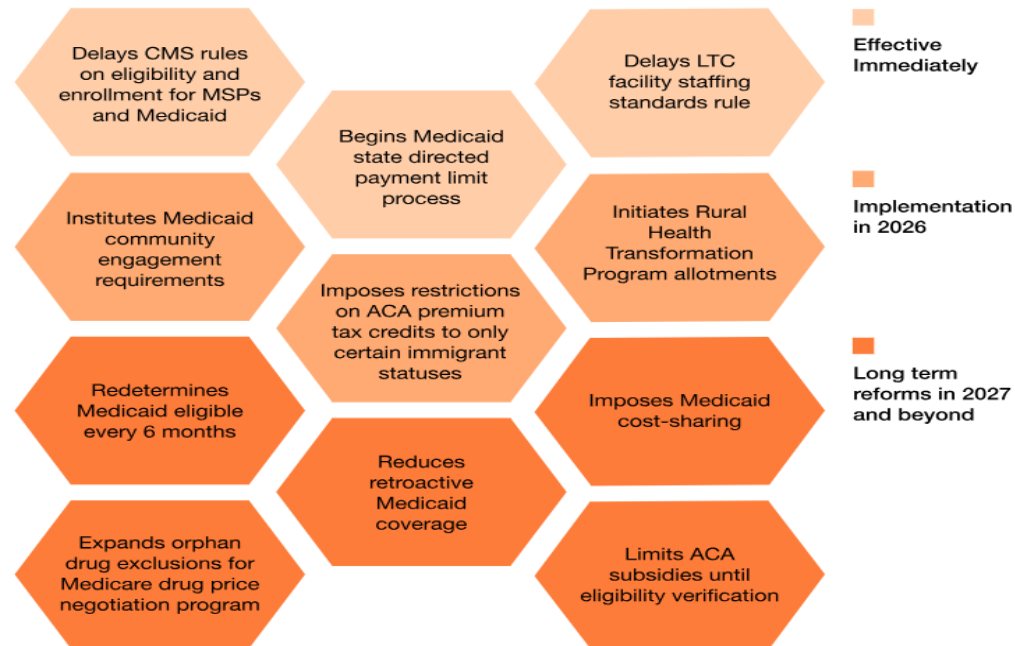 Delays CMS rules
on eligibility and
enrollment for MSPs
and Medicaid
Begins Medicaid
state directed
payment limit
process
Delays LTC
facility staffing
standards rule
Effective
Immediately
Institutes Medicaid
community
engagement
requirements
Imposes restrictions
on ACA premium
tax credits to only
certain immigrant
statuses
Initiates Rural
Health
Transformation
Program allotments
Implementation
in 2026
Redetermines
Medicaid eligible
every 6 months
Reduces
retroactive
Medicaid
coverage
Imposes Medicaid
cost-sharing
Long term
reforms in 2027
and beyond
Expands orphan
drug exclusions for
Medicare drug price
negotiation program
Limits ACA
subsidies until
eligibility verification